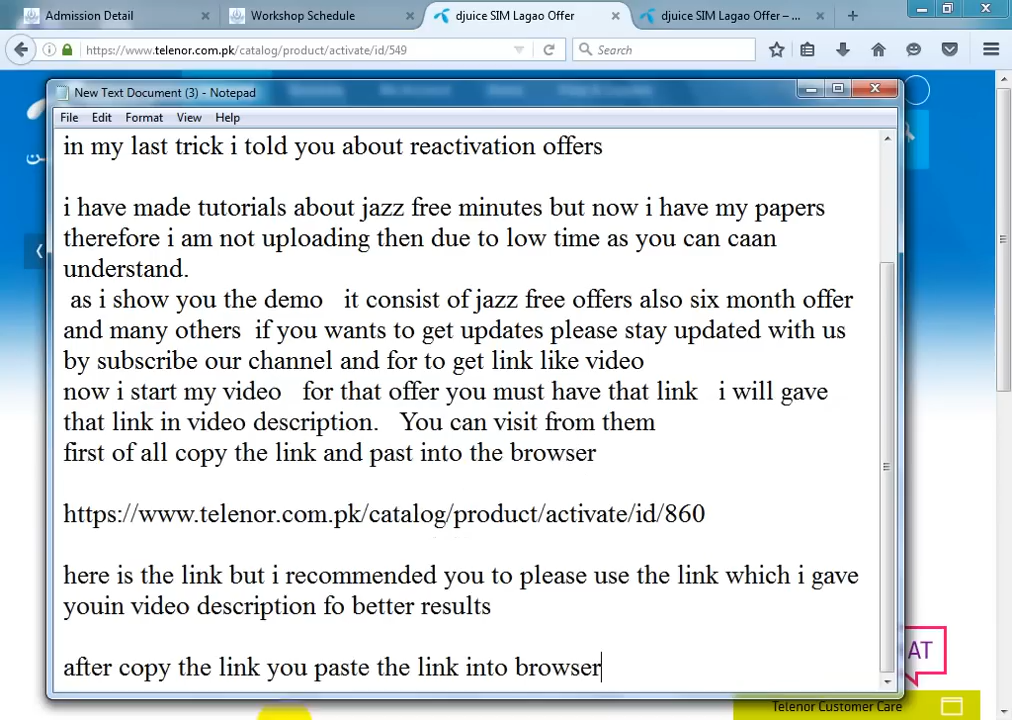 Admission Detail
Workshop Schedule
djuice SIM Lagao Offer
djuice SIM Lagao Offer – ...
https://www.telenor.com.pk/catalog/product/activate/id/549
Search
New Text Document (3) - Notepad
File Edit Format View Help
in my last trick i told you about reactivation offers
i have made tutorials about jazz free minutes but now i have my papers
therefore i am not uploading then due to low time as you can caan
understand.
as i show you the demo it consist of jazz free offers also six month offer
and many others if you wants to get updates please stay updated with us
by subscribe our channel and for to get link like video
now i start my video for that offer you must have that link i will gave
that link in video description. You can visit from them
first of all copy the link and past into the browser
https://www.telenor.com.pk/catalog/product/activate/id/860
here is the link but i recommended you to please use the link which i gave
youin video description fo better results
after copy the link you paste the link into browser
AT
Telenor Customer Care